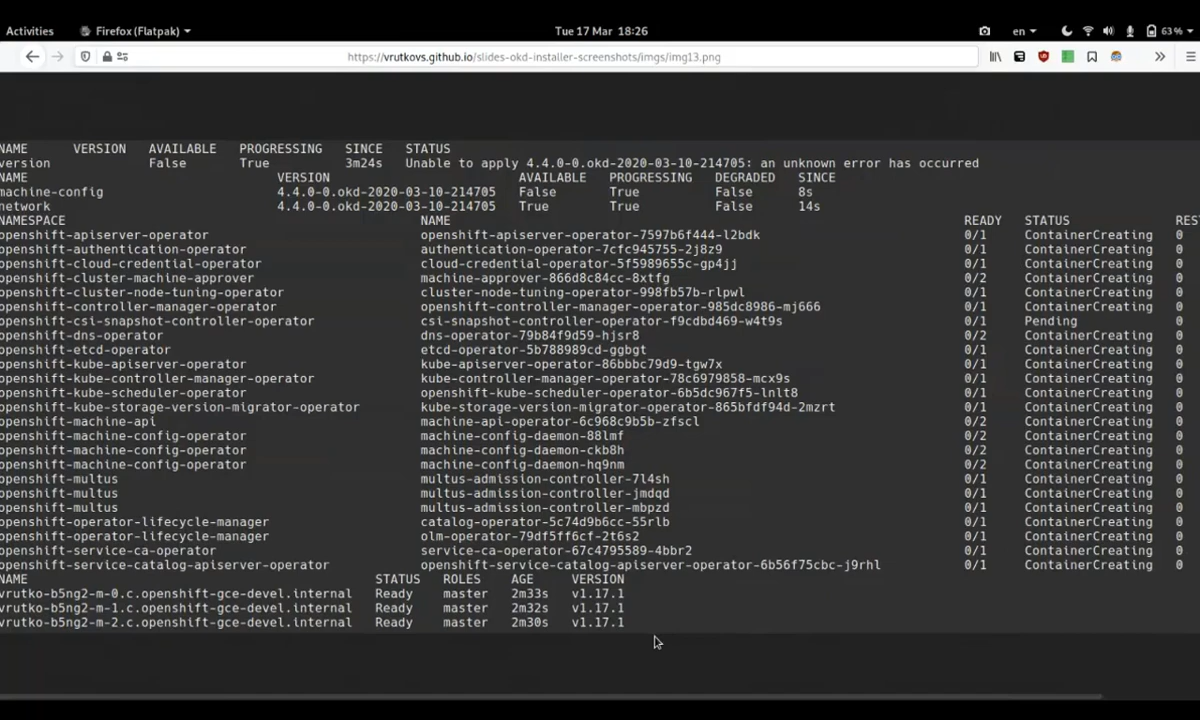 Activities Firefox (Flatpak) Tue 17 Mar 18:26 en 63 %
https://vrutkovs.github.io/slides-okd-installer-screenshots/imgs/img13.png
NAME VERSION AVAILABLE PROGRESSING SINCE STATUS
version False True 3m24s Unable to apply 4.4.0-0.okd-2020-03-10-214705: an unknown error has occurred
NAME VERSION AVAILABLE PROGRESSING DEGRADED SINCE
machine-config 4.4.0-0.okd-2020-03-10-214705 False True False 8s
network 4.4.0-0.okd-2020-03-10-214705 True True False 14s
NAMESPACE NAME READY STATUS REST
openshift-apiserver-operator openshift-apiserver-operator-7597b6f444-l2bdk 0/1 ContainerCreating 0
openshift-authentication-operator authentication-operator-7cfc945755-2j8z9 0/1 ContainerCreating 0
openshift-cloud-credential-operator cloud-credential-operator-5f5989655c-gp4jj 0/1 ContainerCreating 0
openshift-cluster-machine-approver machine-approver-866d8c84cc-8xtfg 0/2 ContainerCreating 0
openshift-cluster-node-tuning-operator cluster-node-tuning-operator-998fb57b-rlpwl 0/1 ContainerCreating 0
openshift-controller-manager-operator openshift-controller-manager-operator-985dc8986-mj666 0/1 ContainerCreating 0
openshift-csi-snapshot-controller-operator csi-snapshot-controller-operator-f9cdbd469-w4t9s 0/1 Pending 0
openshift-dns-operator dns-operator-79b84f9d59-hjsr8 0/2 ContainerCreating 0
openshift-etcd-operator etcd-operator-5b788989cd-ggbgt 0/1 ContainerCreating 0
openshift-kube-apiserver-operator kube-apiserver-operator-86bbbc79d9-tgw7x 0/1 ContainerCreating 0
openshift-kube-controller-manager-operator kube-controller-manager-operator-78c6979858-mcx9s 0/1 ContainerCreating 0
openshift-kube-scheduler-operator openshift-kube-scheduler-operator-6b5dc967f5-lnlt8 0/1 ContainerCreating 0
openshift-kube-storage-version-migrator-operator kube-storage-version-migrator-operator-865bfdf94d-2mzrt 0/1 ContainerCreating 0
openshift-machine-api machine-api-operator-6c968c9b5b-zfscl 0/2 ContainerCreating 0
openshift-machine-config-operator machine-config-daemon-88lmf 0/2 ContainerCreating 0
openshift-machine-config-operator machine-config-daemon-ckb8h 0/2 ContainerCreating 0
openshift-machine-config-operator machine-config-daemon-hq9nm 0/2 ContainerCreating 0
openshift-multus multus-admission-controller-7l4sh 0/1 ContainerCreating 0
openshift-multus multus-admission-controller-jmdqd 0/1 ContainerCreating 0
openshift-multus multus-admission-controller-mbpzd 0/1 ContainerCreating 0
openshift-operator-lifecycle-manager catalog-operator-5c74d9b6cc-55rlb 0/1 ContainerCreating 0
openshift-operator-lifecycle-manager olm-operator-79df5ff6cf-2t6s2 0/1 ContainerCreating 0
openshift-service-ca-operator service-ca-operator-67c4795589-4bbr2 0/1 ContainerCreating 0
openshift-service-catalog-apiserver-operator openshift-service-catalog-apiserver-operator-6b56f75cbc-j9rhl 0/1 ContainerCreating 0
NAME STATUS ROLES AGE VERSION
vrutko-b5ng2-m-0.c.openshift-gce-devel.internal Ready master 2m33s v1.17.1
vrutko-b5ng2-m-1.c.openshift-gce-devel.internal Ready master 2m32s v1.17.1
vrutko-b5ng2-m-2.c.openshift-gce-devel.internal Ready master 2m30s v1.17.1